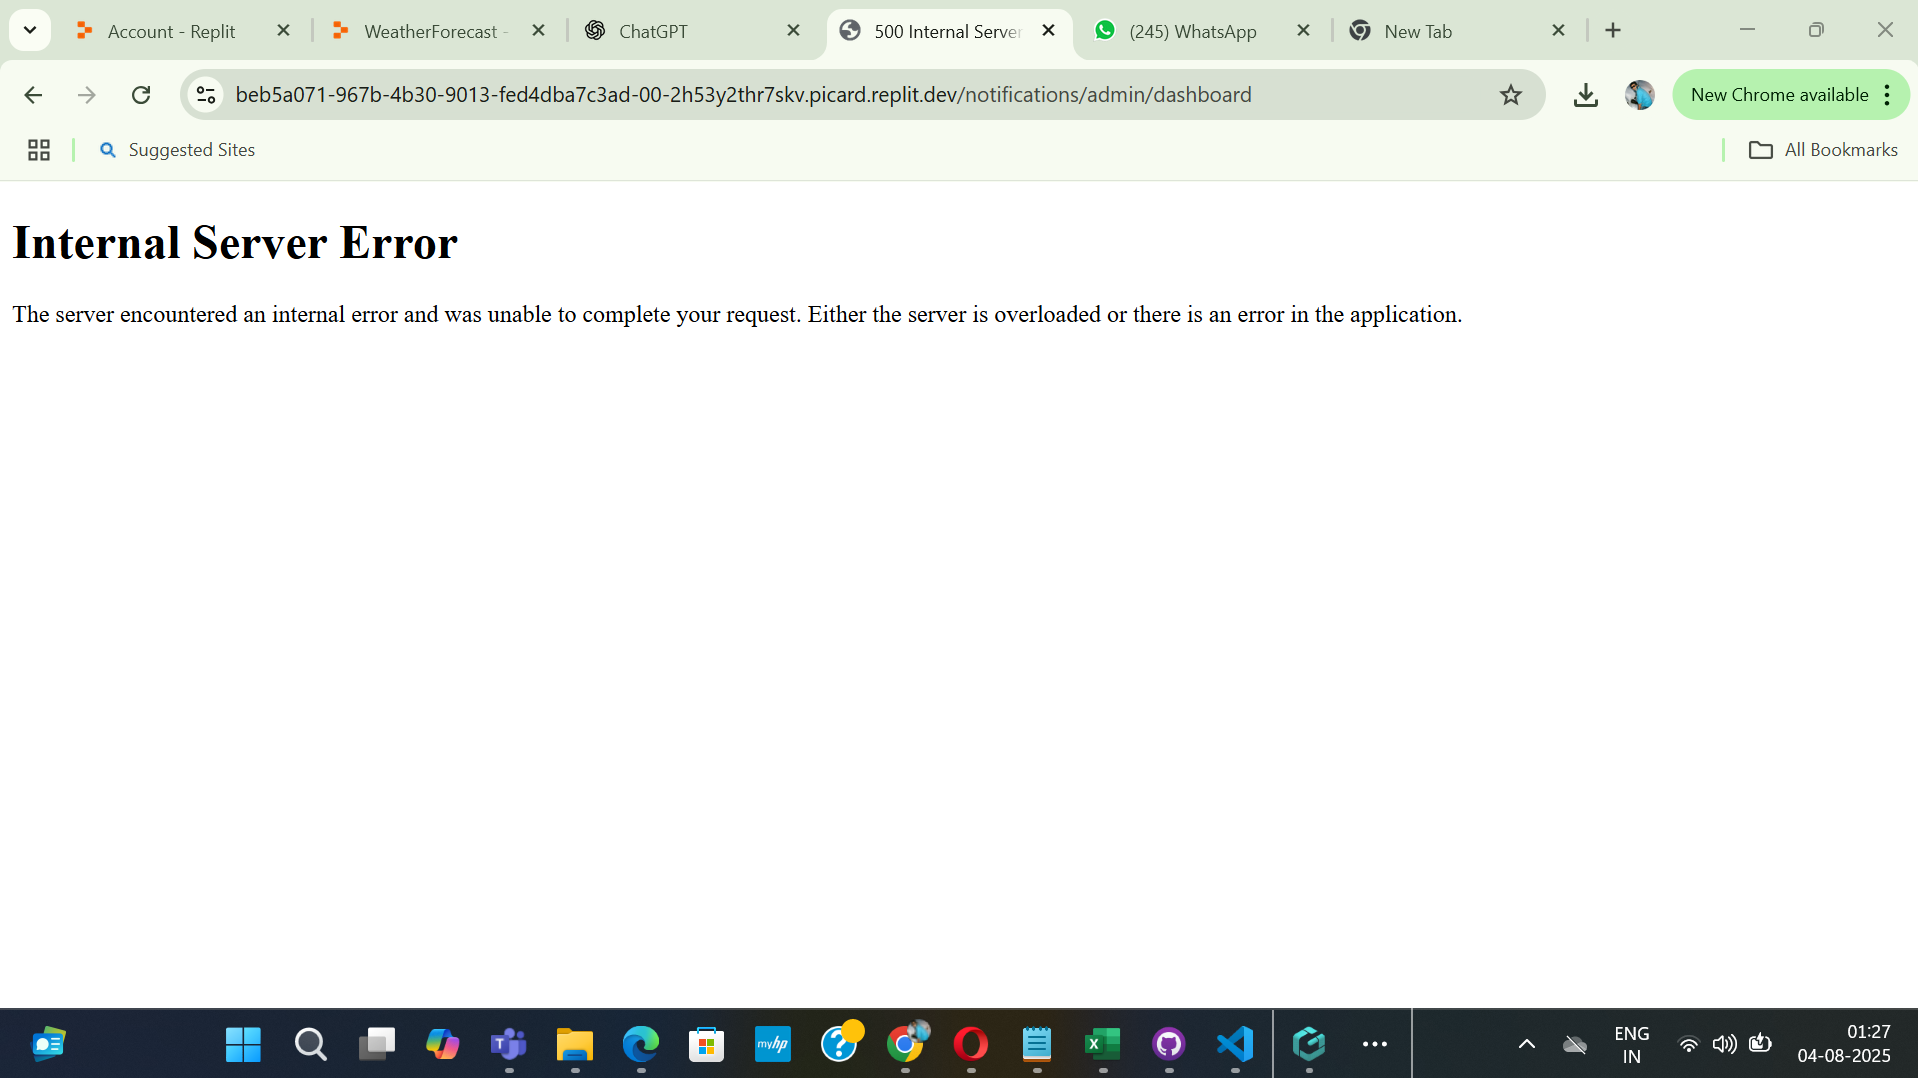 Account - Replit
WeatherForecast -
ChatGPT
500 Internal Server
(245) WhatsApp
New Tab
beb5a071-967b-4b30-9013-fed4dba7c3ad-00-2h53y2thr7skv.picard.replit.dev/notifications/admin/dashboard
New Chrome available
Suggested Sites
All Bookmarks
Internal Server Error
The server encountered an internal error and was unable to complete your request. Either the server is overloaded or there is an error in the application.
myhp
ENG
IN
01:27
04-08-2025